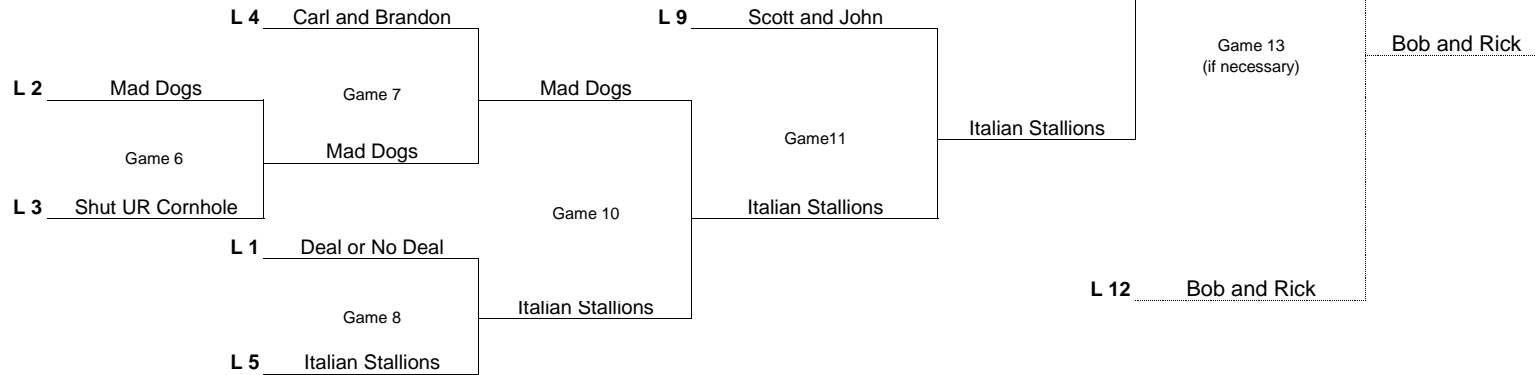 L 4 Carl and Brandon
L 9 Scott and John
Game 13
(if necessary)
Bob and Rick
L 2 Mad Dogs
Game 7
Mad Dogs
Game 6
Mad Dogs
Game11
Italian Stallions
L 3 Shut UR Cornhole
Game 10
Italian Stallions
L 1 Deal or No Deal
Game 8
Italian Stallions
L 12 Bob and Rick
L 5 Italian Stallions